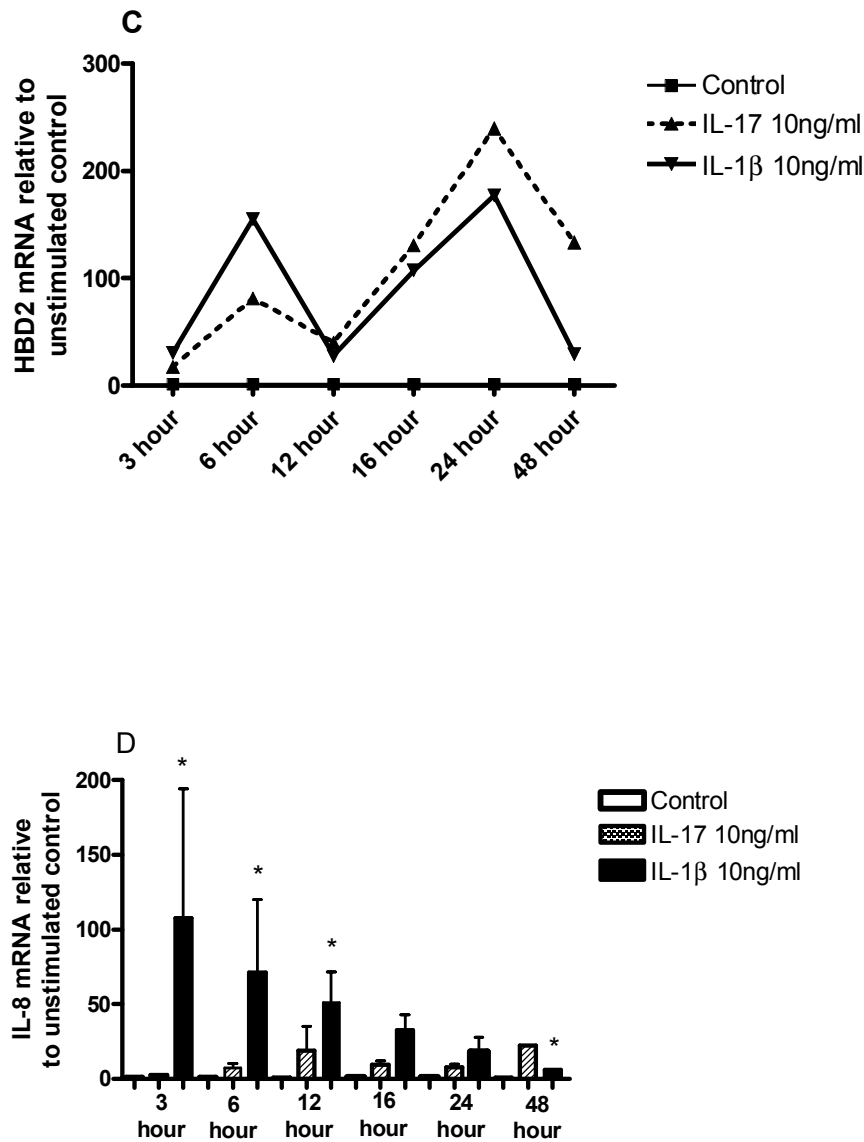 C
HBD2 mRNA relative to
unstimulated control
300
200
100
0
3 hour
6 hour
12 hour
16 hour
24 hour
48 hour
Control
IL-17 10ng/ml
IL-1β 10ng/ml
D
IL-8 mRNA relative
to unstimulated control
200
150
100
50
0
*
*
*
*
3
hour
6
hour
12
hour
16
hour
24
hour
48
hour
Control
IL-17 10ng/ml
IL-1β 10ng/ml